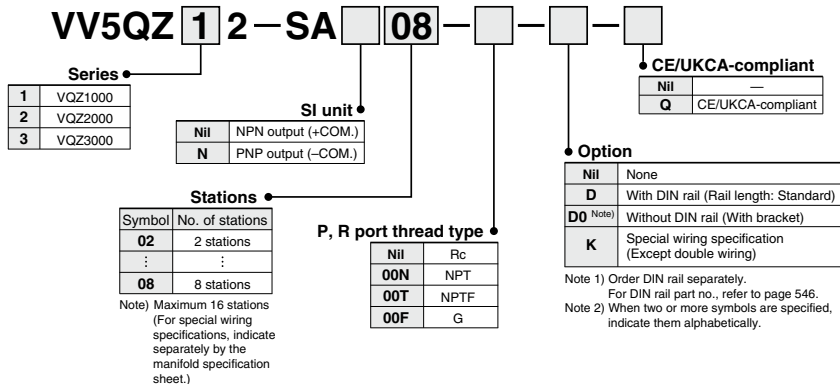 VV5QZ 1 2 — SA 08 — — —
CE/UKCA-compliant
Nil —
Q CE/UKCA-compliant
Series
1 VQZ1000
2 VQZ2000
3 VQZ3000
SI unit
Nil NPN output (+COM.)
N PNP output (–COM.)
Option
Nil None
D With DIN rail (Rail length: Standard)
D0 Note) Without DIN rail (With bracket)
K Special wiring specification
(Except double wiring)
Note 1) Order DIN rail separately.
For DIN rail part no., refer to page 546.
Note 2) When two or more symbols are specified,
indicate them alphabetically.
Stations
Symbol No. of stations
02 2 stations
⋮ ⋮
08 8 stations
Note) Maximum 16 stations
(For special wiring
specifications, indicate
separately by the
manifold specification
sheet.)
P, R port thread type
Nil Rc
00N NPT
00T NPTF
00F G